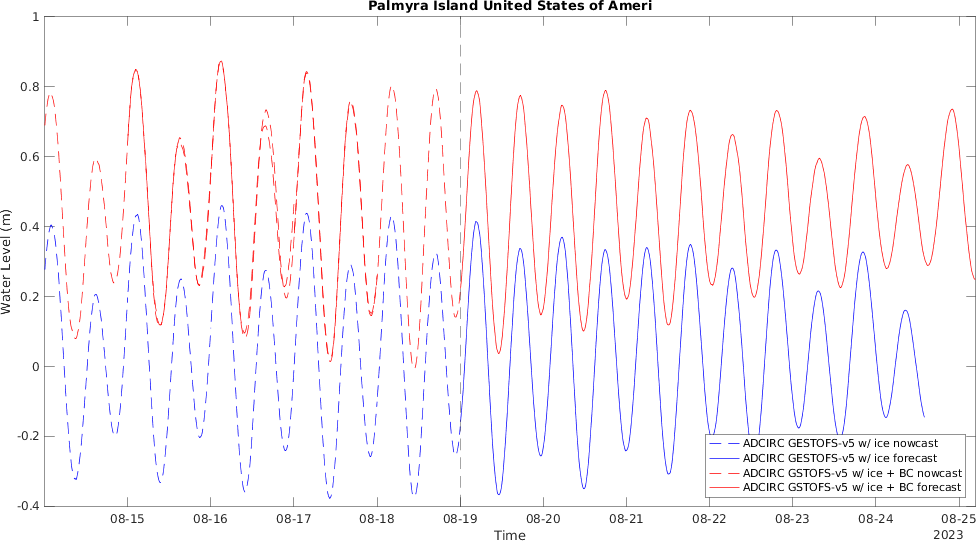 Palmyra Island United States of Ameri
1
0.8
0.6
0.4
0.2
0
-0.2
-0.4
Water Level (m)
ADCIRC GESTOFS-v5 w/ ice nowcast
ADCIRC GESTOFS-v5 w/ ice forecast
ADCIRC GSTOFS-v5 w/ ice + BC nowcast
ADCIRC GSTOFS-v5 w/ ice + BC forecast
08-15 08-16 08-17 08-18 08-19 08-20 08-21 08-22 08-23 08-24 08-25
Time
2023